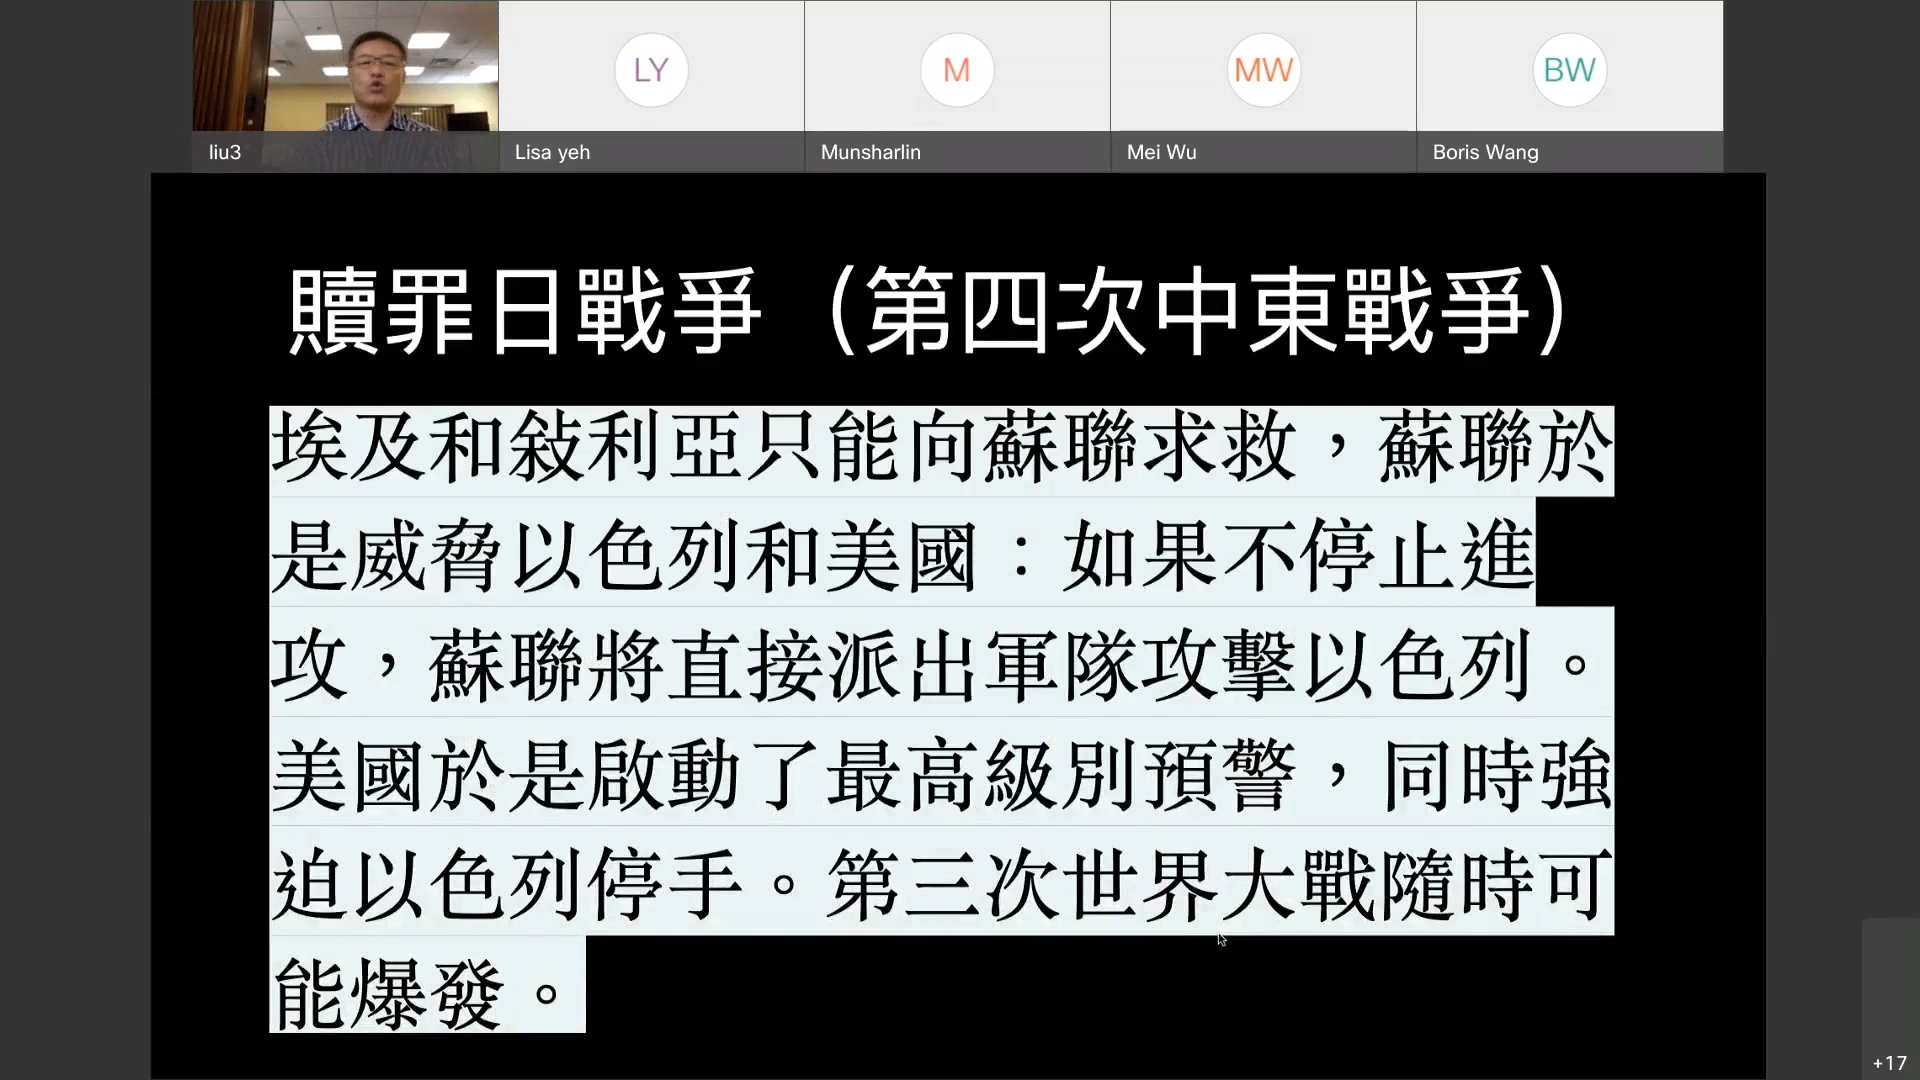 LY
M
MW
BW
liu3
Lisa yeh
Munsharlin
Mei Wu
Boris Wang
贖罪日戰爭（第四次中東戰爭）
埃及和敍利亞只能向蘇聯求救，蘇聯於
是威脅以色列和美國：如果不停止進
攻，蘇聯將直接派出軍隊攻擊以色列。
美國於是啟動了最高級別預警，同時強
迫以色列停手。第三次世界大戰隨時可
能爆發。
+17